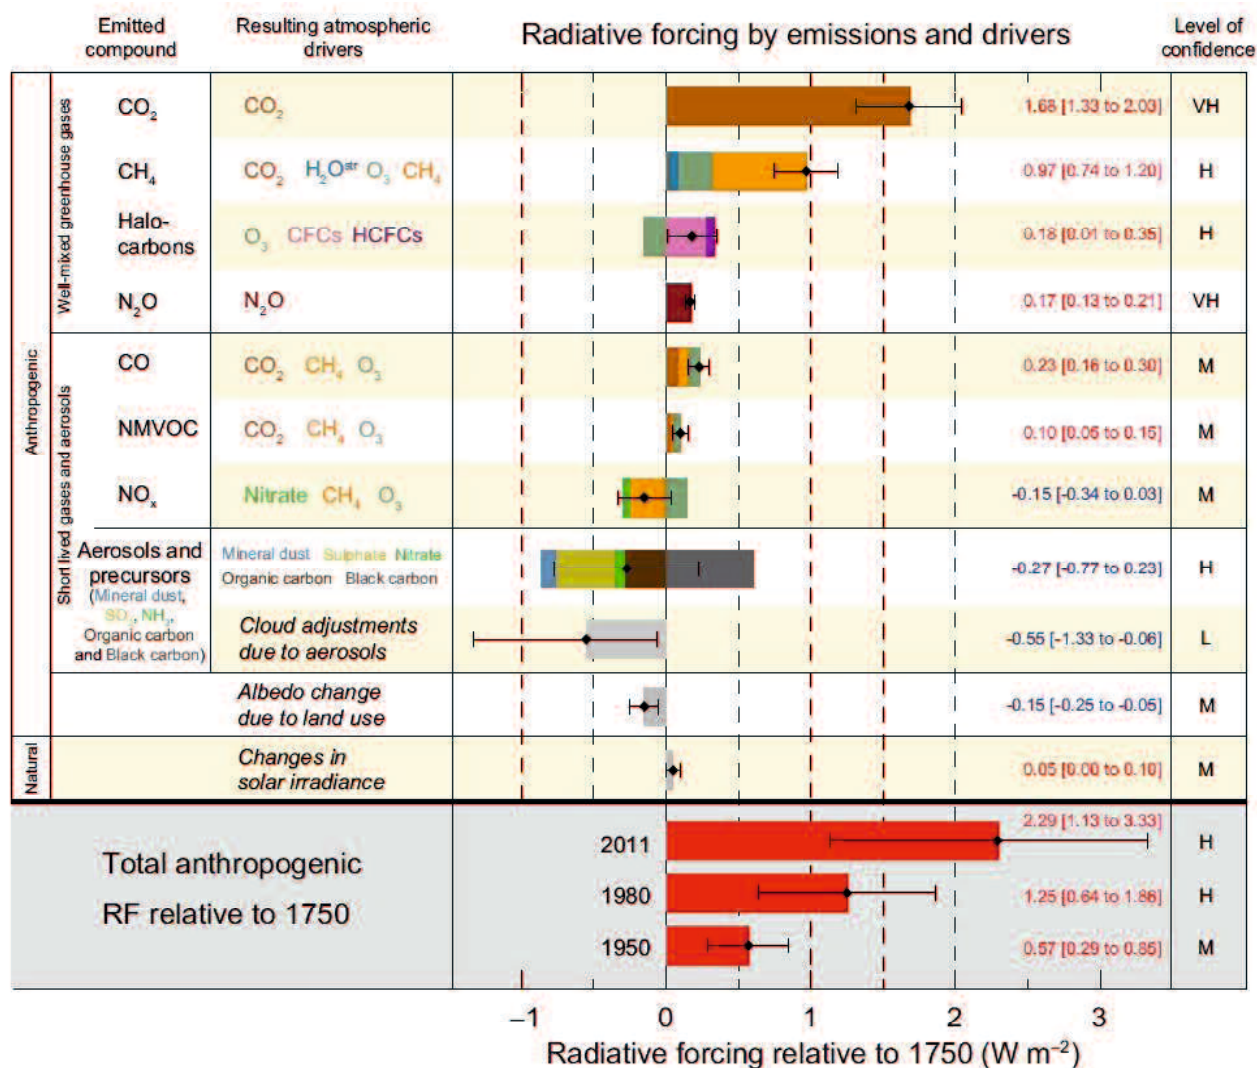 Emitted compound
Resulting atmospheric drivers
Radiative forcing by emissions and drivers
Level of confidence
Anthropogenic
Well-mixed greenhouse gases
CO₂
CO₂
1.68 [1.33 to 2.03]
VH
CH₄
CO₂ H₂Oˢᵗʳ O₃ CH₄
0.97 [0.74 to 1.20]
H
Halo-
carbons
O₃ CFCs HCFCs
0.18 [0.01 to 0.35]
H
N₂O
N₂O
0.17 [0.13 to 0.21]
VH
Short lived gases and aerosols
CO
CO₂ CH₄ O₃
0.23 [0.16 to 0.30]
M
NMVOC
CO₂ CH₄ O₃
0.10 [0.05 to 0.15]
M
NOₓ
Nitrate CH₄ O₃
-0.15 [-0.34 to 0.03]
M
Aerosols and
precursors
(Mineral dust,
SO₂, NH₃,
Organic carbon
and Black carbon)
Mineral dust Sulphate Nitrate
Organic carbon Black carbon
-0.27 [-0.77 to 0.23]
H
Cloud adjustments
due to aerosols
-0.55 [-1.33 to -0.06]
L
Albedo change
due to land use
-0.15 [-0.25 to -0.05]
M
Natural
Changes in
solar irradiance
0.05 [0.00 to 0.10]
M
Total anthropogenic
RF relative to 1750
2011
2.29 [1.13 to 3.33]
H
1980
1.25 [0.64 to 1.86]
H
1950
0.57 [0.29 to 0.85]
M
−1 0 1 2 3
Radiative forcing relative to 1750 (W m⁻²)